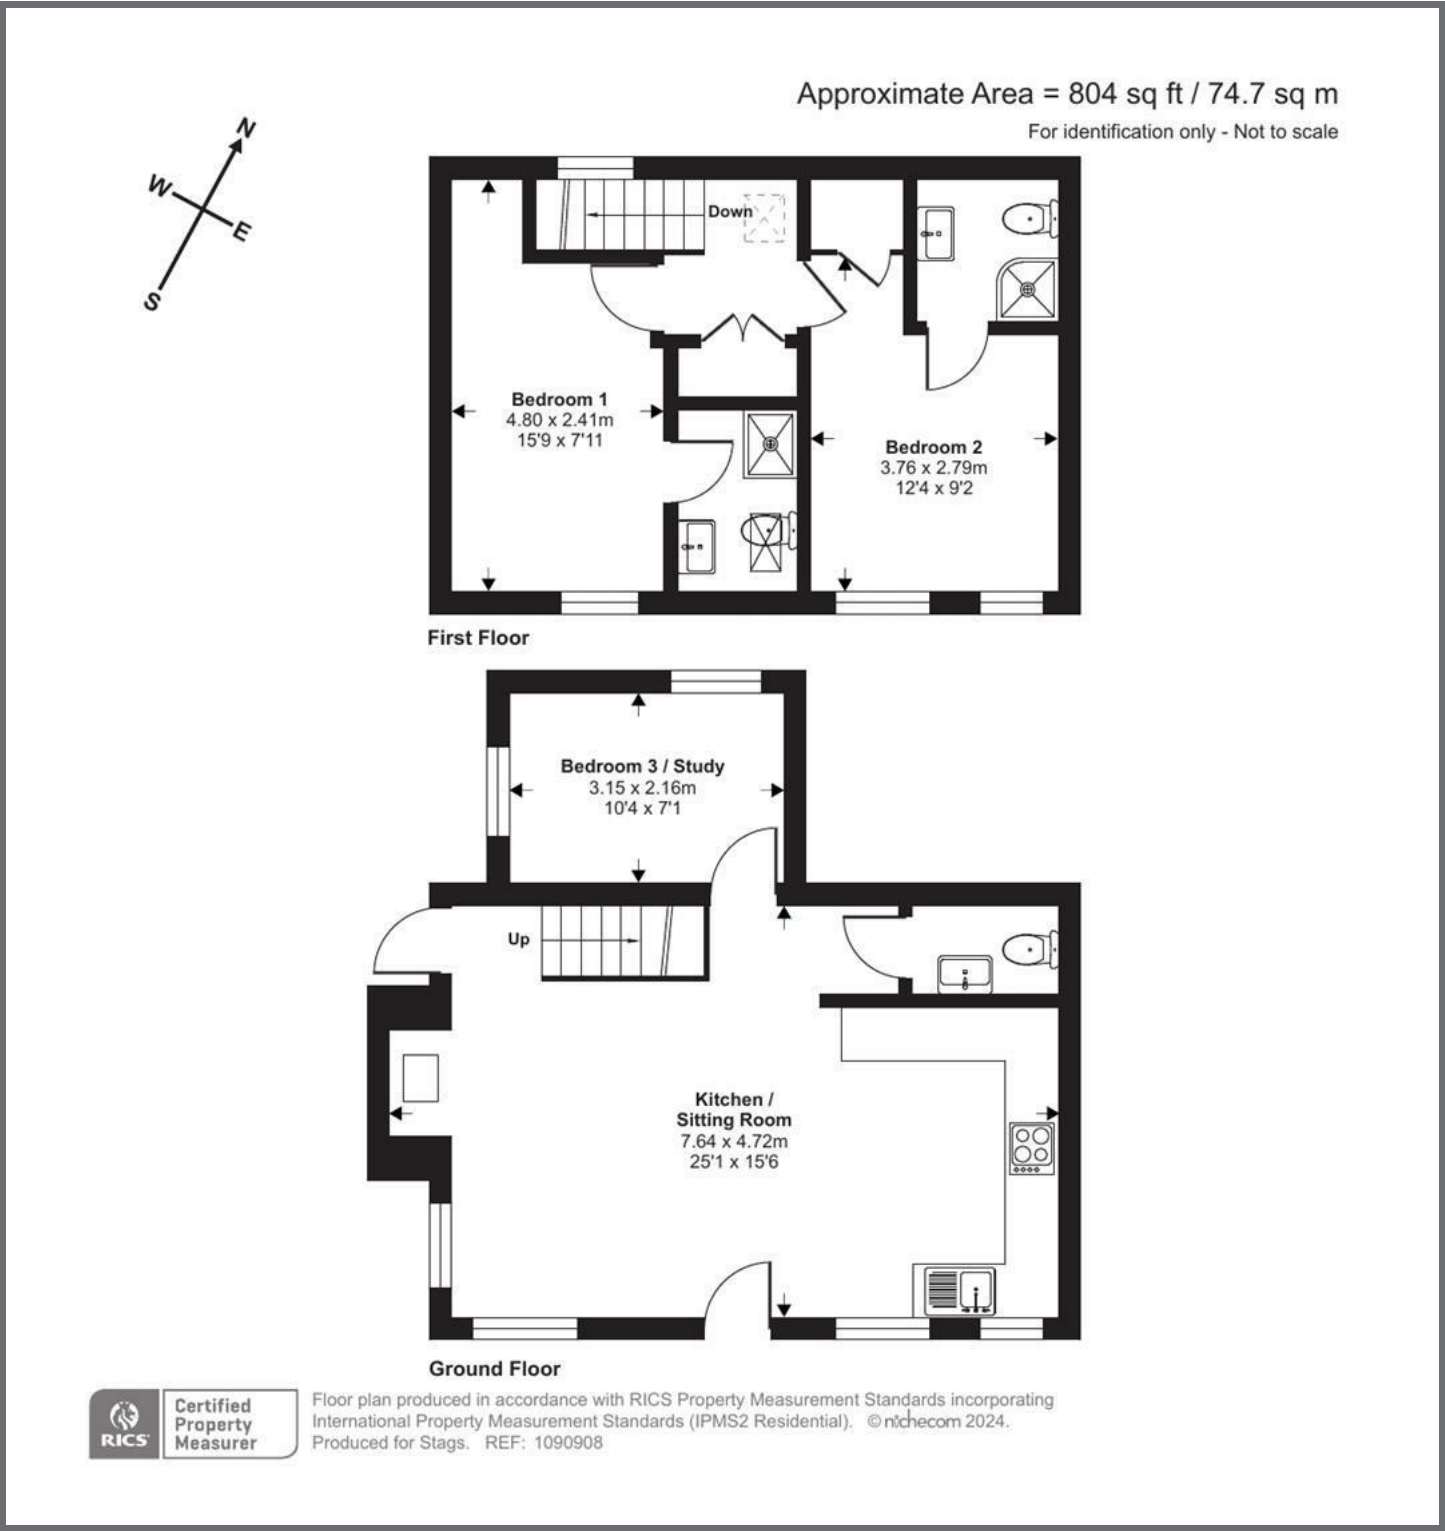 Approximate Area = 804 sq ft / 74.7 sq m
For identification only - Not to scale
N
W
E
S
Down
Bedroom 1
4.80 x 2.41m
15'9 x 7'11
Bedroom 2
3.76 x 2.79m
12'4 x 9'2
First Floor
Bedroom 3 / Study
3.15 x 2.16m
10'4 x 7'1
Up
Kitchen /
Sitting Room
7.64 x 4.72m
25'1 x 15'6
Ground Floor
RICS
Certified
Property
Measurer
Floor plan produced in accordance with RICS Property Measurement Standards incorporating
International Property Measurement Standards (IPMS2 Residential). © nichecom 2024.
Produced for Stags. REF: 1090908